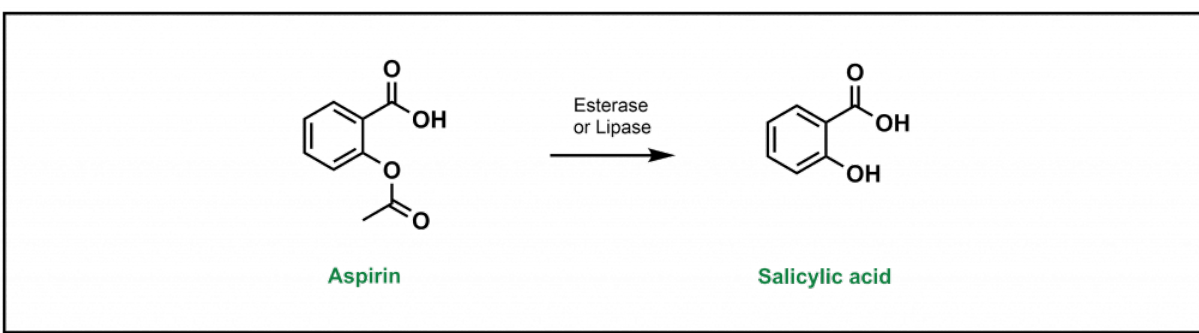 O
OH
O
O
Esterase
or Lipase
O
OH
OH
Aspirin
Salicylic acid